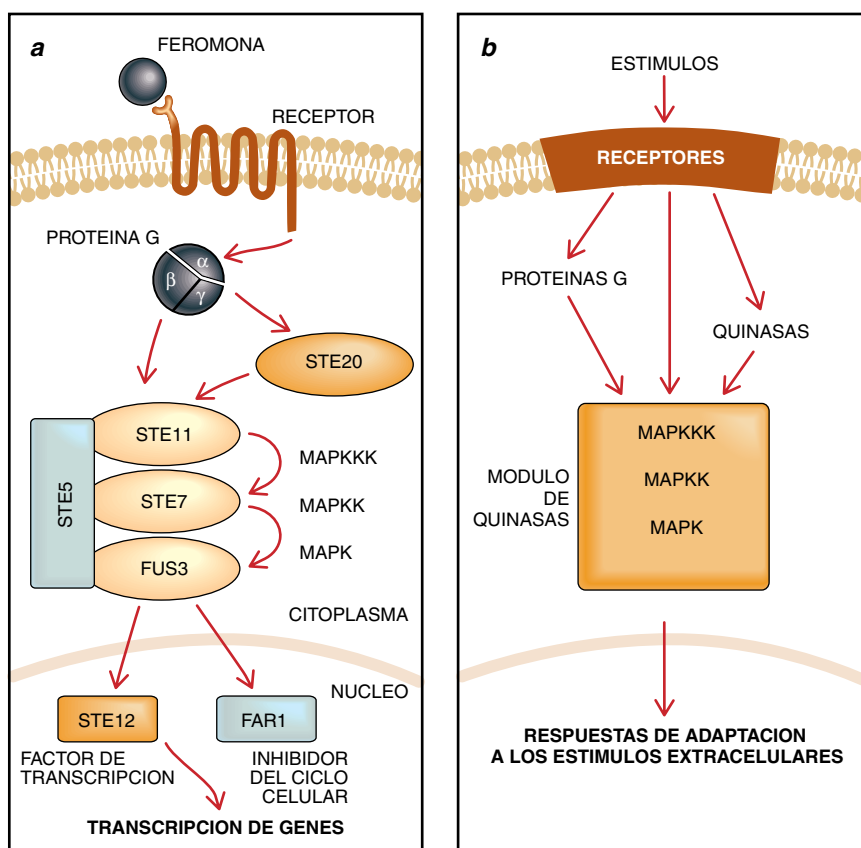 a
FEROMONA
RECEPTOR
PROTEINA G
α
β
γ
STE20
STE11
MAPKKK
STE5
STE7
MAPKK
MAPK
FUS3
CITOPLASMA
NUCLEO
STE12
FAR1
FACTOR DE
TRANSCRIPCION
INHIBIDOR
DEL CICLO
CELULAR
TRANSCRIPCION DE GENES
b
ESTIMULOS
RECEPTORES
PROTEINAS G
QUINASAS
MODULO
DE
QUINASAS
MAPKKK
MAPKK
MAPK
RESPUESTAS DE ADAPTACION
A LOS ESTIMULOS EXTRACELULARES